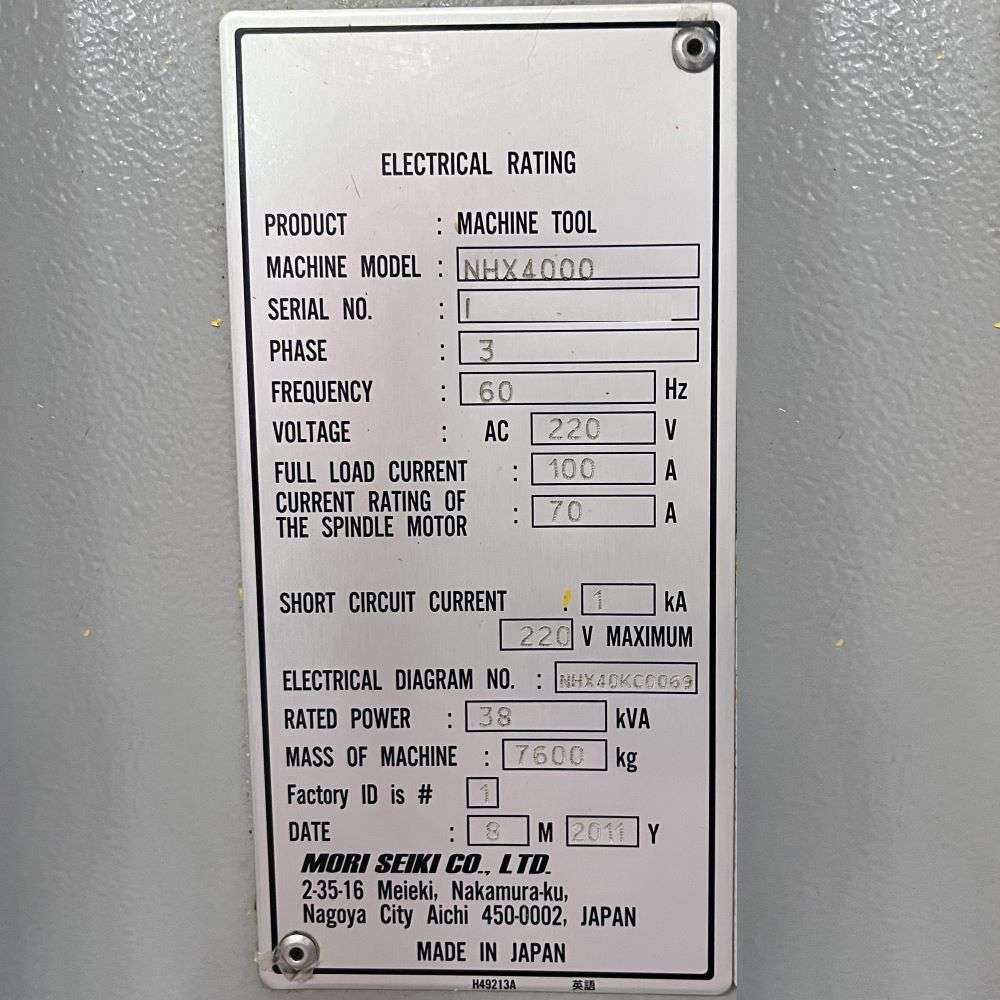 ELECTRICAL RATING
PRODUCT : MACHINE TOOL
MACHINE MODEL : NHX4000
SERIAL NO. :
PHASE : 3
FREQUENCY : 60 Hz
VOLTAGE : AC 220 V
FULL LOAD CURRENT : 100 A
CURRENT RATING OF
THE SPINDLE MOTOR : 70 A
SHORT CIRCUIT CURRENT : 1 kA
220 V MAXIMUM
ELECTRICAL DIAGRAM NO. : NHX40KC0069
RATED POWER : 38 kVA
MASS OF MACHINE : 7600 kg
Factory ID is # 1
DATE : 8 M 2011 Y
MORI SEIKI CO., LTD.
2-35-16 Meieki, Nakamura-ku,
Nagoya City Aichi 450-0002, JAPAN
MADE IN JAPAN
H49213A 英語